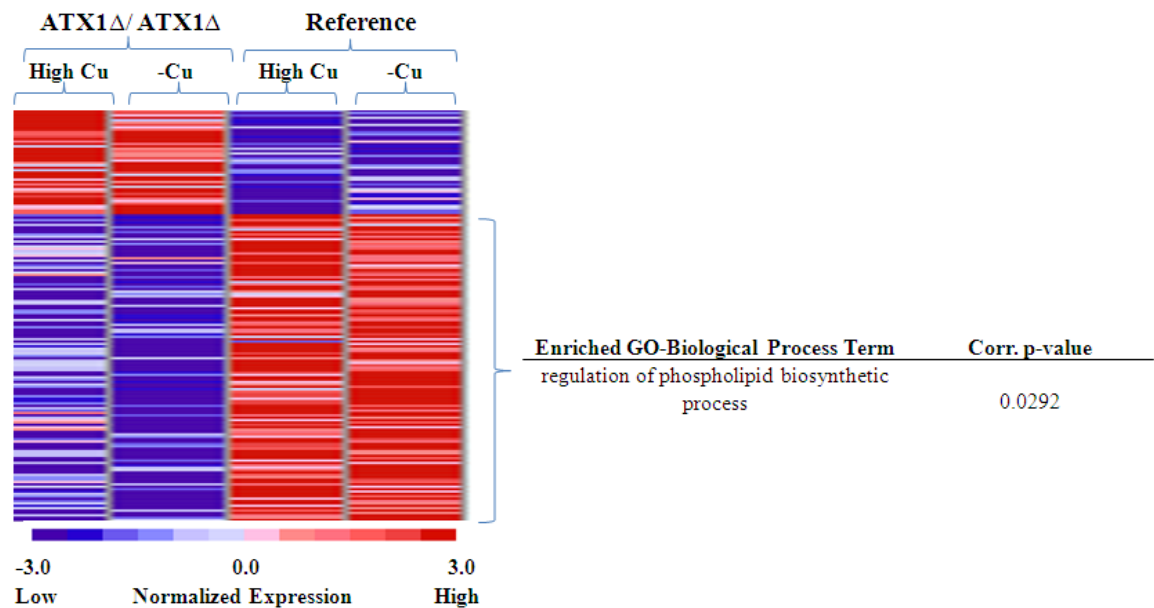 ATX1Δ/ ATX1Δ Reference
High Cu -Cu High Cu -Cu
Enriched GO-Biological Process Term Corr. p-value
regulation of phospholipid biosynthetic
process 0.0292
-3.0 0.0 3.0
Low Normalized Expression High